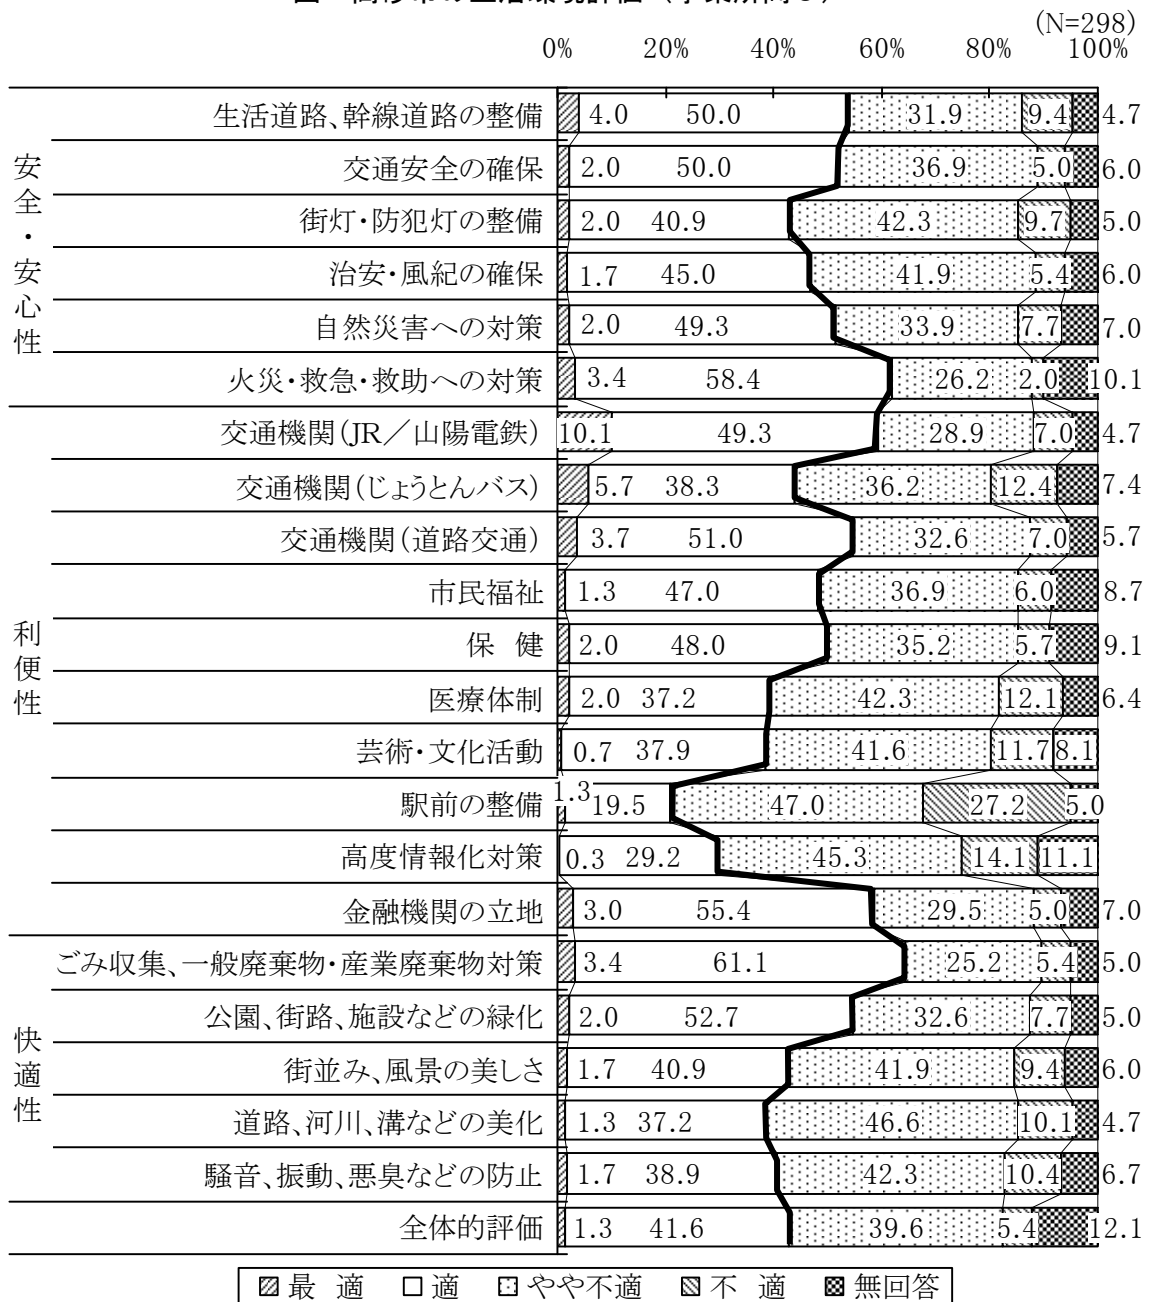 (N=298)
0% 20% 40% 60% 80% 100%
安全・安心性
生活道路、幹線道路の整備 4.0 50.0 31.9 9.4 4.7
交通安全の確保 2.0 50.0 36.9 5.0 6.0
街灯・防犯灯の整備 2.0 40.9 42.3 9.7 5.0
治安・風紀の確保 1.7 45.0 41.9 5.4 6.0
自然災害への対策 2.0 49.3 33.9 7.7 7.0
火災・救急・救助への対策 3.4 58.4 26.2 2.0 10.1
利便性
交通機関(JR/山陽電鉄) 10.1 49.3 28.9 7.0 4.7
交通機関(じょうとんバス) 5.7 38.3 36.2 12.4 7.4
交通機関(道路交通) 3.7 51.0 32.6 7.0 5.7
市民福祉 1.3 47.0 36.9 6.0 8.7
保 健 2.0 48.0 35.2 5.7 9.1
医療体制 2.0 37.2 42.3 12.1 6.4
芸術・文化活動 0.7 37.9 41.6 11.7 8.1
駅前の整備 1.3 19.5 47.0 27.2 5.0
高度情報化対策 0.3 29.2 45.3 14.1 11.1
金融機関の立地 3.0 55.4 29.5 5.0 7.0
快適性
ごみ収集、一般廃棄物・産業廃棄物対策 3.4 61.1 25.2 5.4 5.0
公園、街路、施設などの緑化 2.0 52.7 32.6 7.7 5.0
街並み、風景の美しさ 1.7 40.9 41.9 9.4 6.0
道路、河川、溝などの美化 1.3 37.2 46.6 10.1 4.7
騒音、振動、悪臭などの防止 1.7 38.9 42.3 10.4 6.7
全体的評価 1.3 41.6 39.6 5.4 12.1
最 適 適 やや不適 不 適 無回答